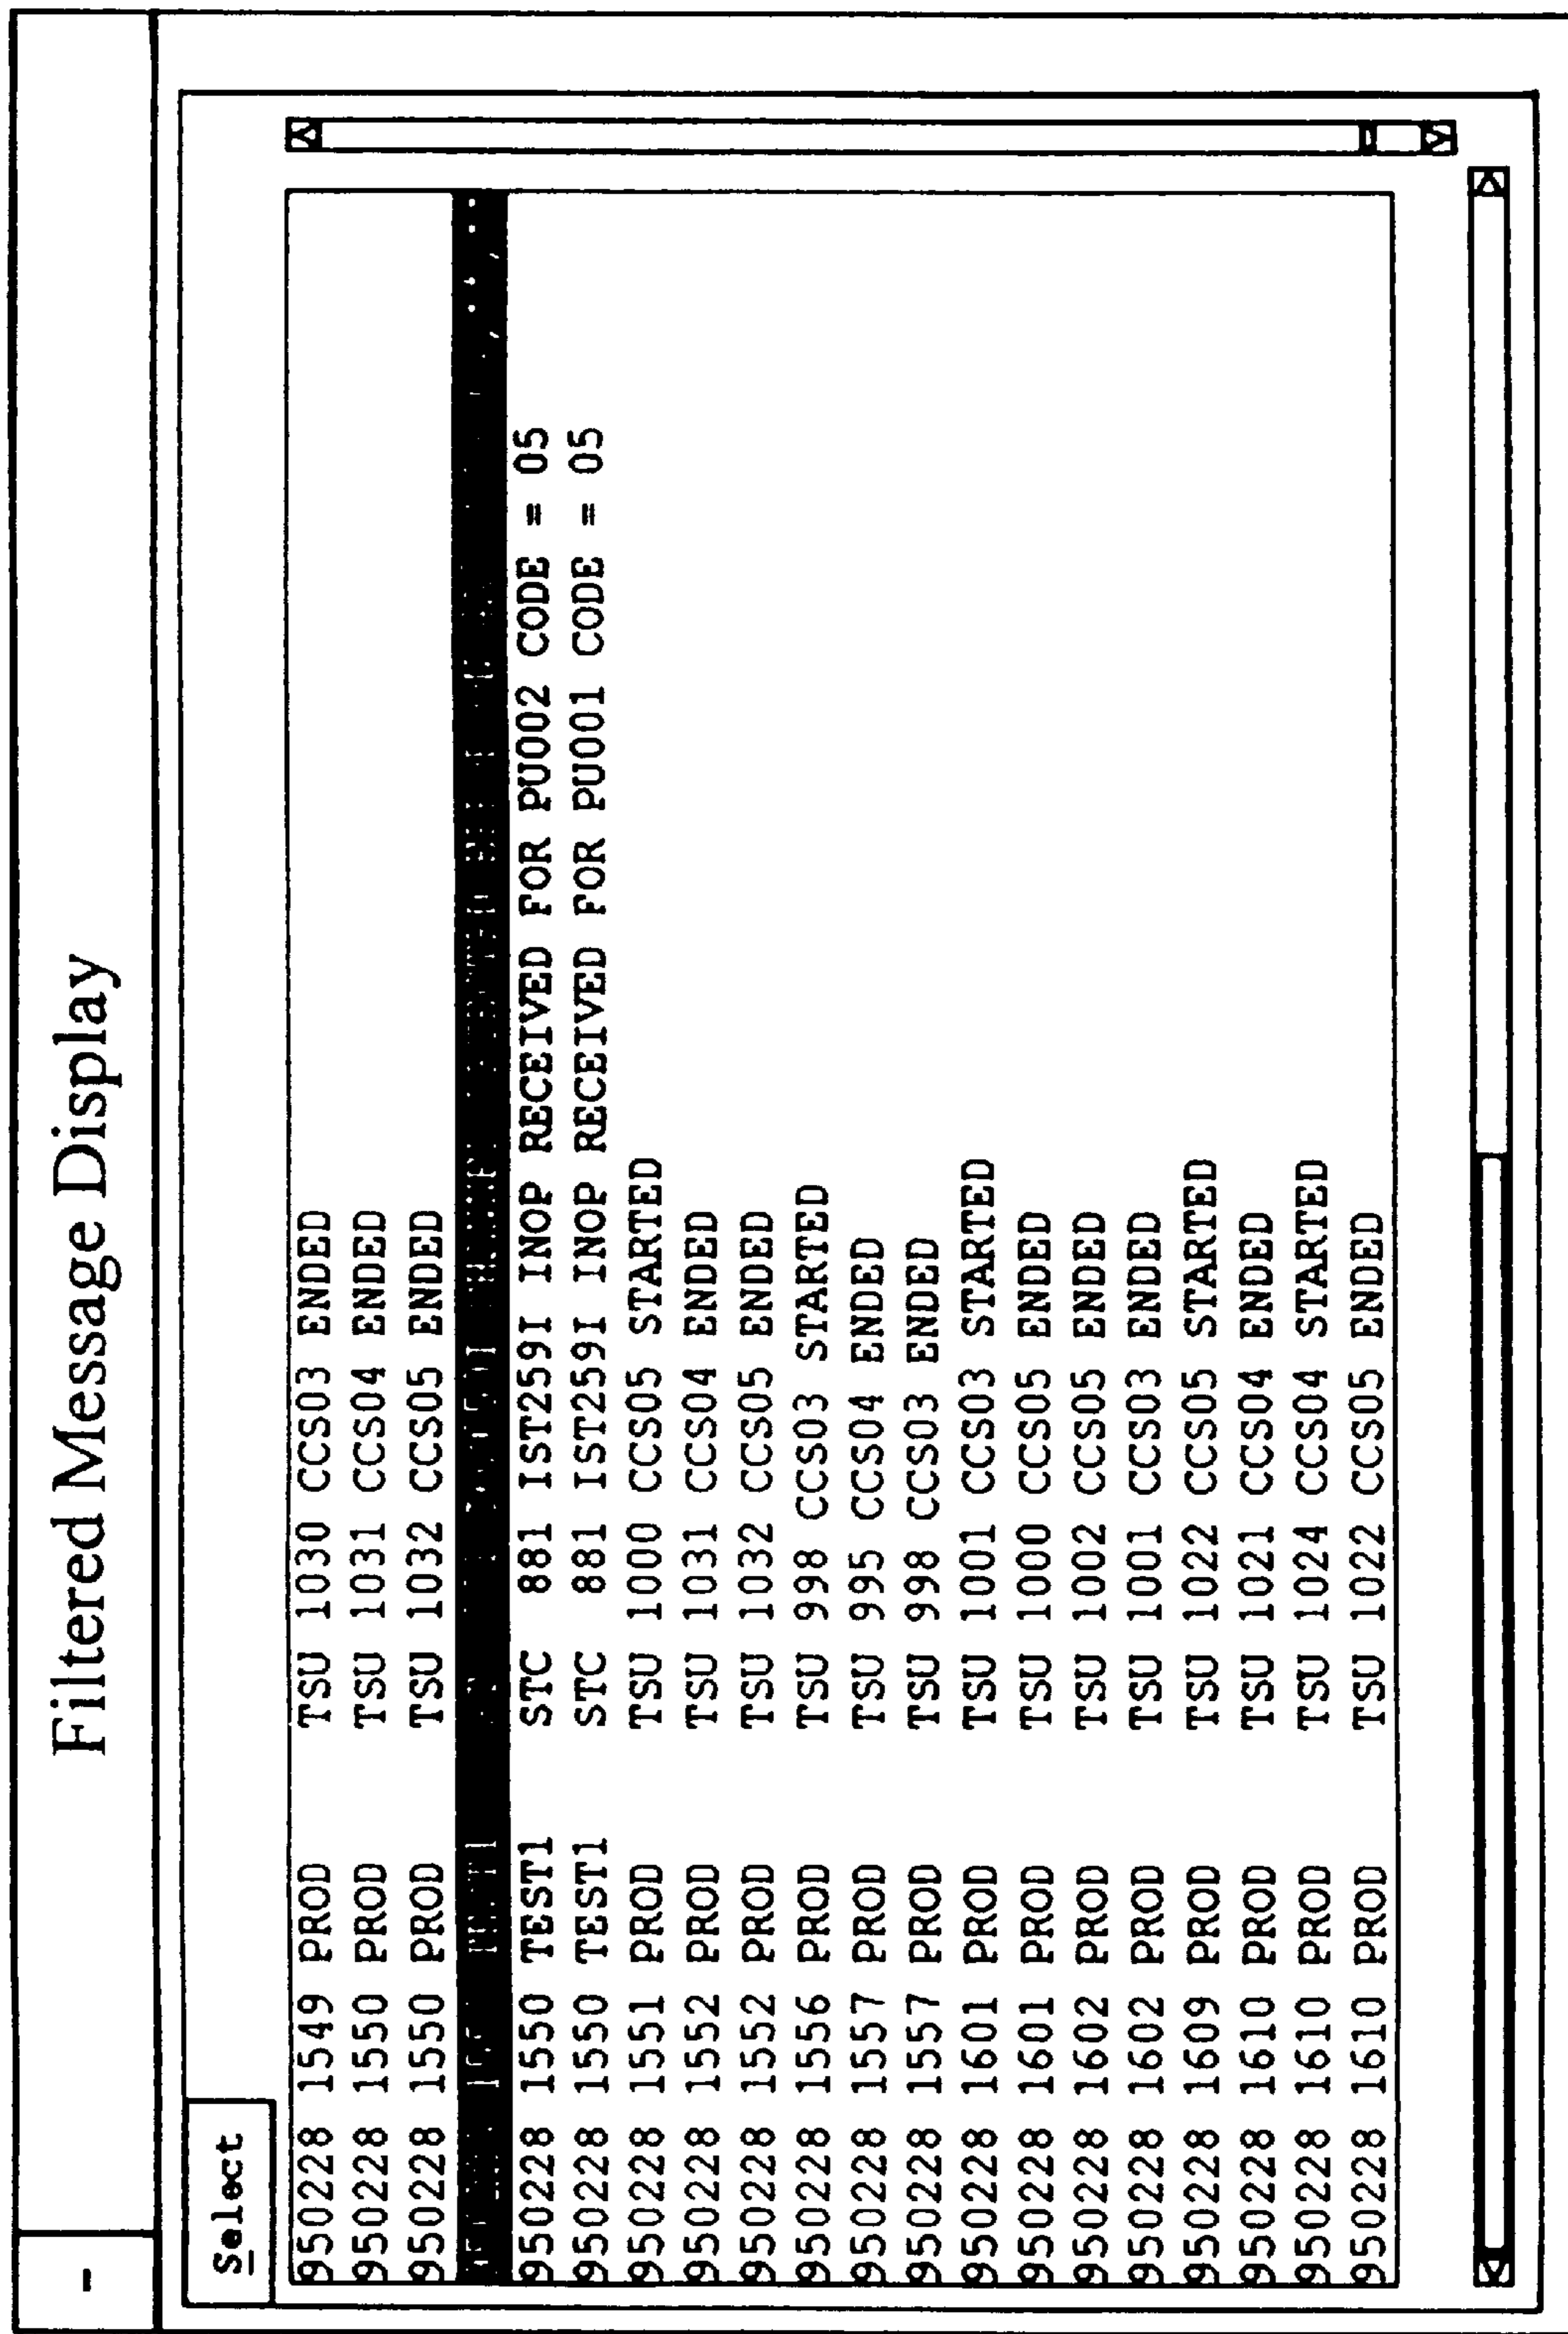 -
Filtered Message Display
Select
950228 1549 PROD TSU 1030 CCS03 ENDED
950228 1550 PROD TSU 1031 CCS04 ENDED
950228 1550 PROD TSU 1032 CCS05 ENDED
TEST1
950228 1550 TEST1 STC 881 IST259I INOP RECEIVED FOR PU002 CODE = 05
950228 1550 TEST1 STC 881 IST259I INOP RECEIVED FOR PU001 CODE = 05
950228 1551 PROD TSU 1000 CCS05 STARTED
950228 1552 PROD TSU 1031 CCS04 ENDED
950228 1552 PROD TSU 1032 CCS05 ENDED
950228 1556 PROD TSU 998 CCS03 STARTED
950228 1557 PROD TSU 995 CCS04 ENDED
950228 1557 PROD TSU 998 CCS03 ENDED
950228 1601 PROD TSU 1001 CCS03 STARTED
950228 1601 PROD TSU 1000 CCS05 ENDED
950228 1602 PROD TSU 1002 CCS05 ENDED
950228 1602 PROD TSU 1001 CCS03 ENDED
950228 1609 PROD TSU 1022 CCS05 STARTED
950228 1610 PROD TSU 1021 CCS04 ENDED
950228 1610 PROD TSU 1024 CCS04 STARTED
950228 1610 PROD TSU 1022 CCS05 ENDED